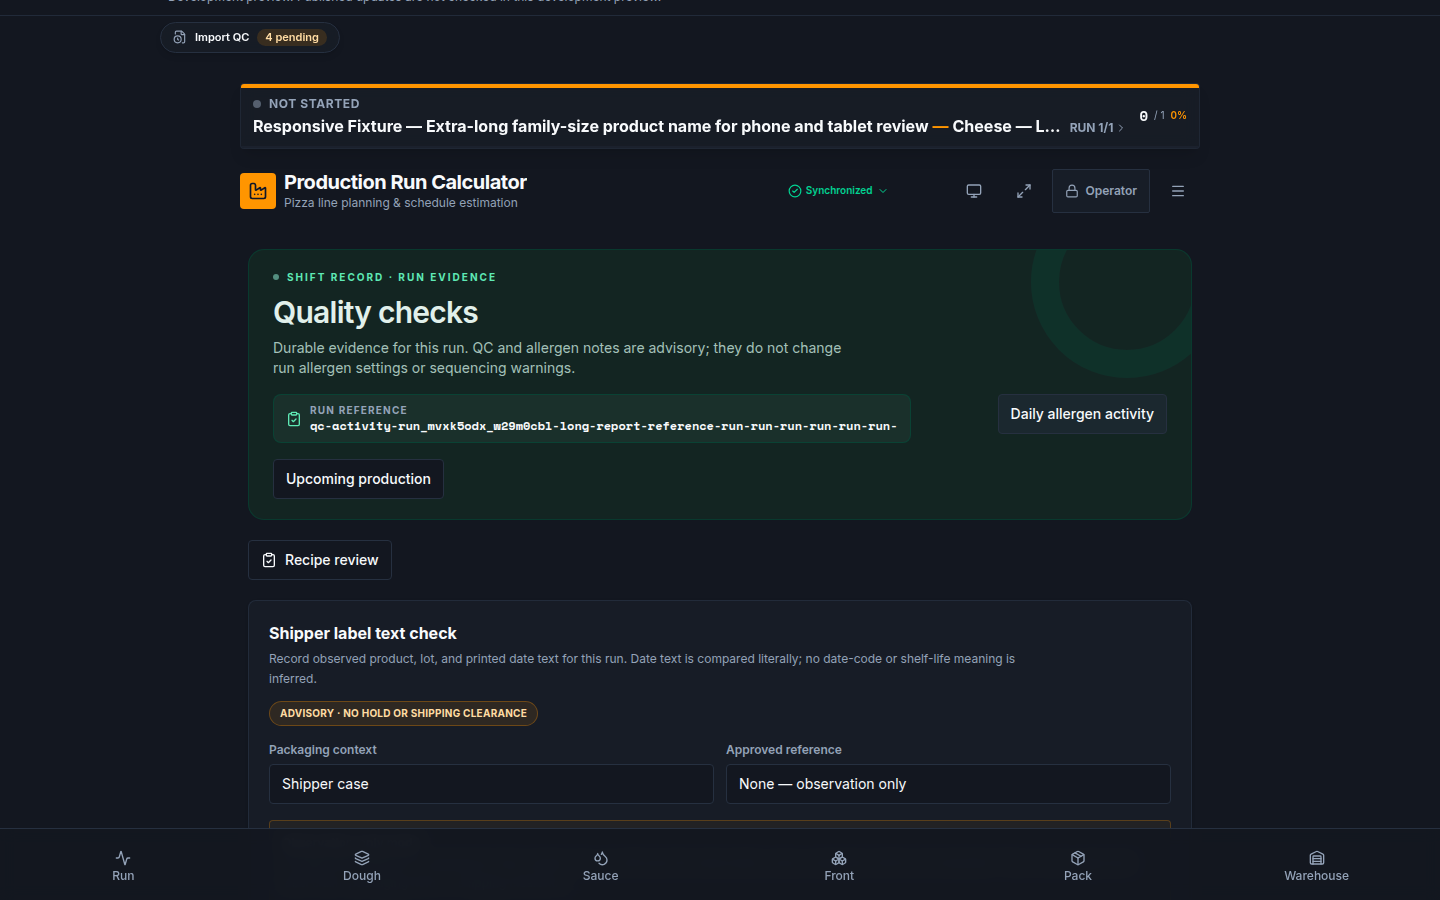 Import QC 4 pending
NOT STARTED
Responsive Fixture — Extra-long family-size product name for phone and tablet review — Cheese — L... RUN 1/1 0 / 1 0%
Production Run Calculator
Pizza line planning & schedule estimation
Synchronized
Operator
SHIFT RECORD · RUN EVIDENCE
Quality checks
Durable evidence for this run. QC and allergen notes are advisory; they do not change
run allergen settings or sequencing warnings.
RUN REFERENCE
qc-activity-run_mvxk5odx_w29m0cbl-long-report-reference-run-run-run-run-run-run-
Daily allergen activity
Upcoming production
Recipe review
Shipper label text check
Record observed product, lot, and printed date text for this run. Date text is compared literally; no date-code or shelf-life meaning is
inferred.
ADVISORY · NO HOLD OR SHIPPING CLEARANCE
Packaging context
Approved reference
Shipper case
None — observation only
Run
Dough
Sauce
Front
Pack
Warehouse